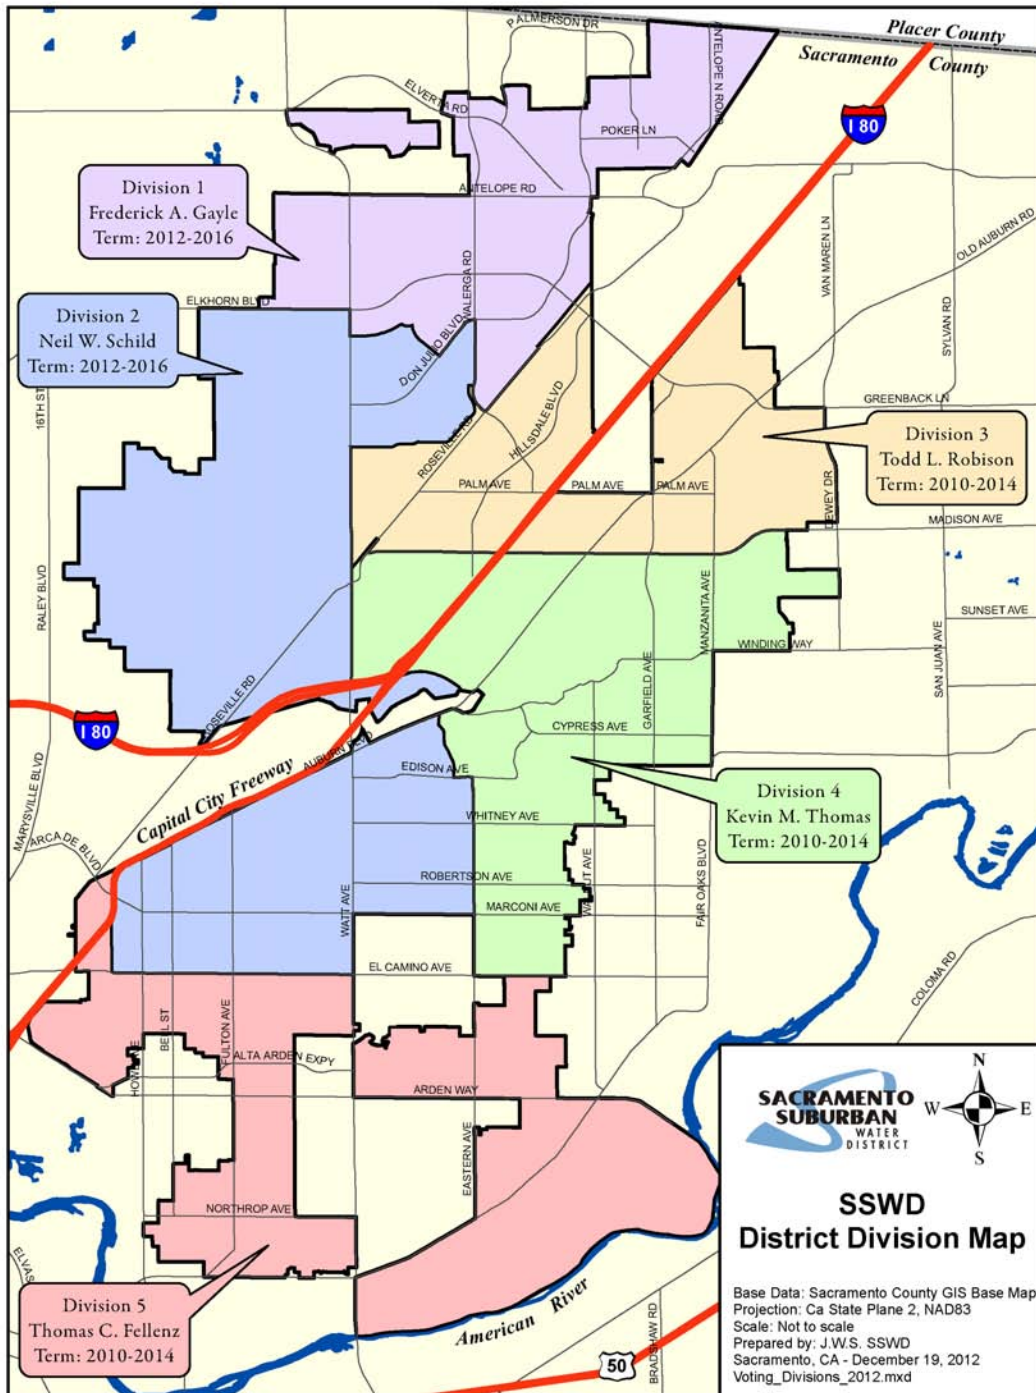 Placer County
Sacramento County
PALMERSON DR
ANTELOPE N ROAD
ELVERTA RD
I 80
POKER LN
Division 1
Frederick A. Gayle
Term: 2012-2016
ANTELOPE RD
VAN MAREN LN
OLD AUBURN RD
WALERGA RD
ELKHORN BLVD
Division 2
Neil W. Schild
Term: 2012-2016
DON JULIO BLVD
SYLVAN RD
16TH ST
HILLSDALE BLVD
GREENBACK LN
ROSEVILLE RD
Division 3
Todd L. Robison
Term: 2010-2014
PALM AVE
PALM AVE
PALM AVE
DEWEY DR
MADISON AVE
RALEY BLVD
MANZANITA AVE
SUNSET AVE
WINDING WAY
SAN JUAN AVE
GARFIELD AVE
ROSEVILLE RD
I 80
CYPRESS AVE
AUBURN BLVD
EDISON AVE
Capital City Freeway
MARYSVILLE BLVD
Division 4
Kevin M. Thomas
Term: 2010-2014
WHITNEY AVE
ARCADE BLVD
ROBERTSON AVE
FAIR OAKS BLVD
WATT AVE
MARCONI AVE
EL CAMINO AVE
COLOMA RD
BELL ST
FULTON AVE
ALTA ARDEN EXPY
ARDEN WAY
EASTERN AVE
NORTHROP AVE
Division 5
Thomas C. Fellenz
Term: 2010-2014
American River
BRADSHAW RD
50
SACRAMENTO
SUBURBAN
WATER
DISTRICT
N
W E
S
SSWD
District Division Map
Base Data: Sacramento County GIS Base Map
Projection: Ca State Plane 2, NAD83
Scale: Not to scale
Prepared by: J.W.S. SSWD
Sacramento, CA - December 19, 2012
Voting_Divisions_2012.mxd